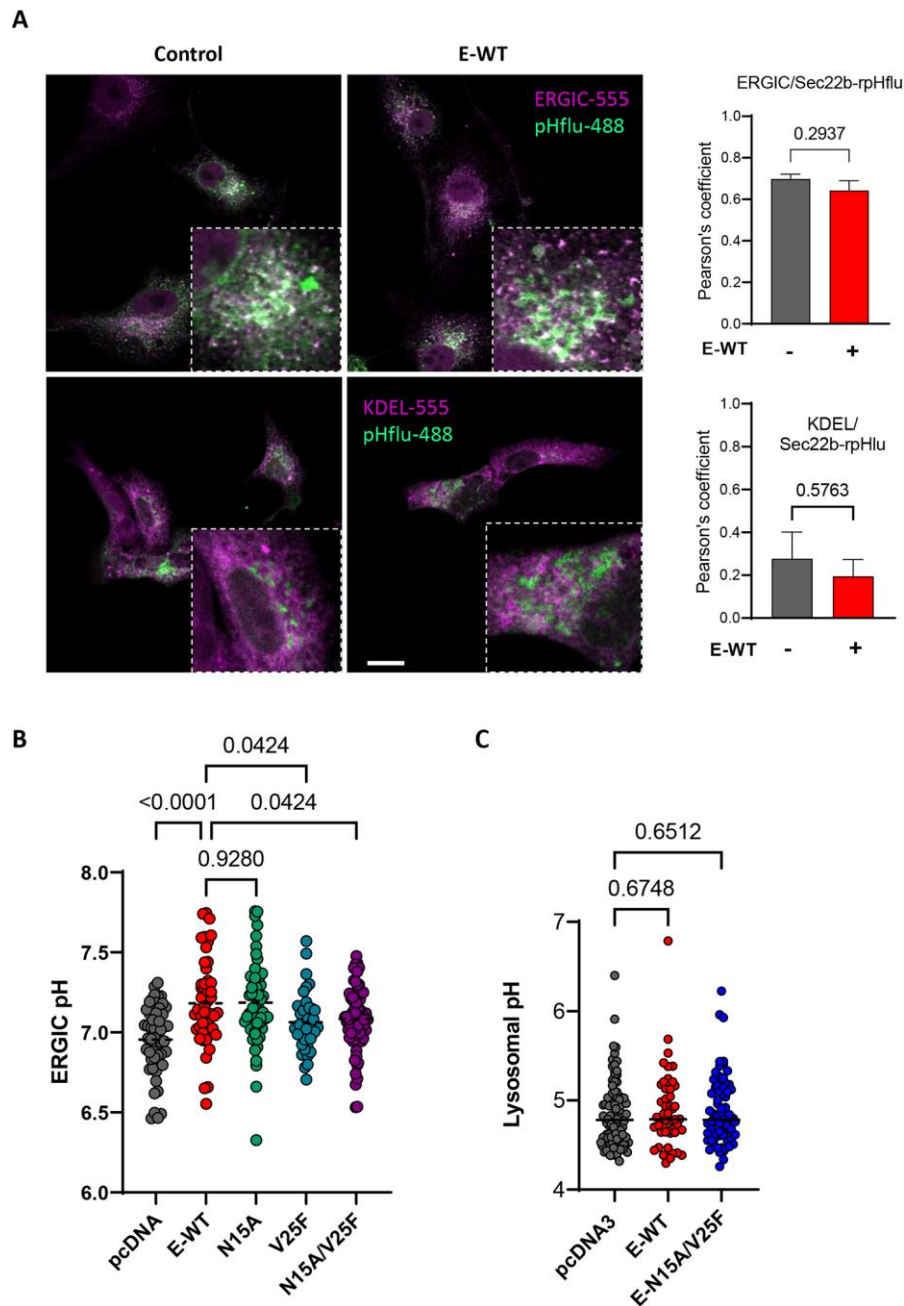 A
Control
E-WT
ERGIC-555
pHflu-488
KDEL-555
pHflu-488
ERGIC/Sec22b-rpHflu
Pearson's coefficient
1.0
0.8
0.6
0.4
0.2
0.0
0.2937
E-WT
-
+
KDEL/
Sec22b-rpHlu
Pearson's coefficient
1.0
0.8
0.6
0.4
0.2
0.0
0.5763
E-WT
-
+
B
0.0424
<0.0001
0.0424
0.9280
ERGIC pH
8.0
7.5
7.0
6.5
6.0
pcDNA
E-WT
N15A
V25F
N15A/V25F
C
0.6512
0.6748
Lysosomal pH
7
6
5
4
pcDNA3
E-WT
E-N15A/V25F